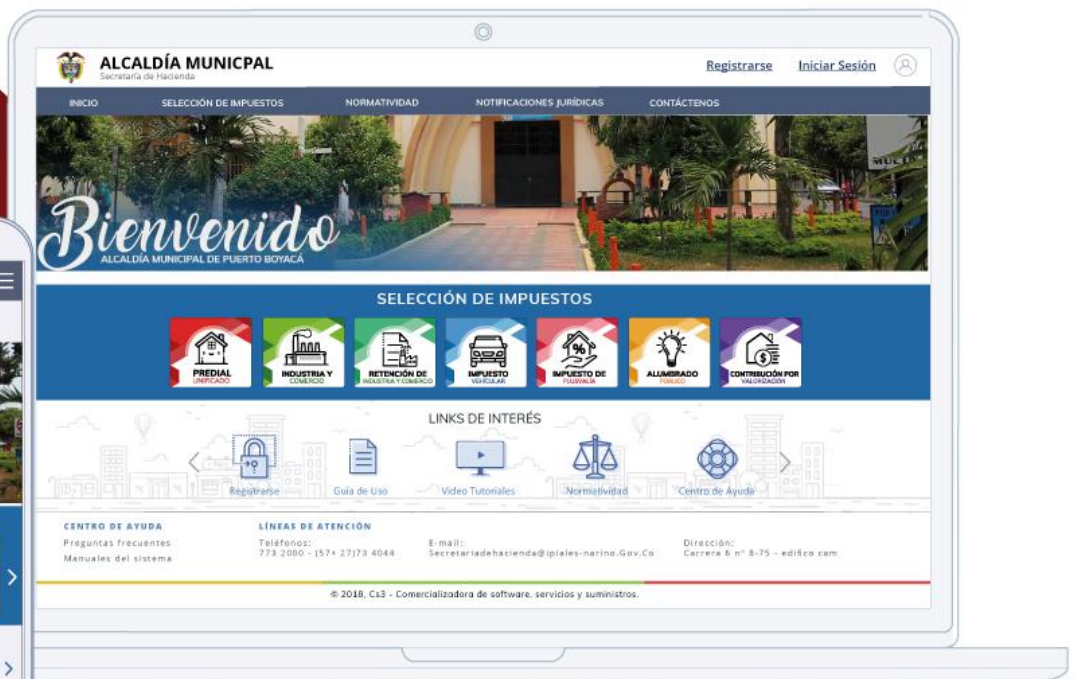 ALCALDÍA MUNICPAL
Secretaría de Hacienda
Registrarse Iniciar Sesión
INICIO SELECCIÓN DE IMPUESTOS NORMATIVIDAD NOTIFICACIONES JURÍDICAS CONTÁCTENOS
Bienvenido
ALCALDÍA MUNICIPAL DE PUERTO BOYACÁ
SELECCIÓN DE IMPUESTOS
PREDIAL
UNIFICADO
INDUSTRIA Y
COMERCIO
RETENCIÓN DE
INDUSTRIA Y COMERCIO
IMPUESTO
VEHÍCULAR
IMPUESTO DE
PLUSVALÍA
ALUMBRADO
PÚBLICO
CONTRIBUCIÓN POR
VALORIZACIÓN
LINKS DE INTERÉS
Registrarse Guía de Uso Video Tutoriales Normatividad Centro de Ayuda
CENTRO DE AYUDA
Preguntas frecuentes
Manuales del sistema
LÍNEAS DE ATENCIÓN
Teléfonos:
773 2000 - (57+ 27)73 4044
E-mail:
Secretariadehacienda@ipiales-narino.Gov.Co
Dirección:
Carrera 6 nº 8-75 - edifico cam
© 2018, Cs3 - Comercializadora de software, servicios y suministros.